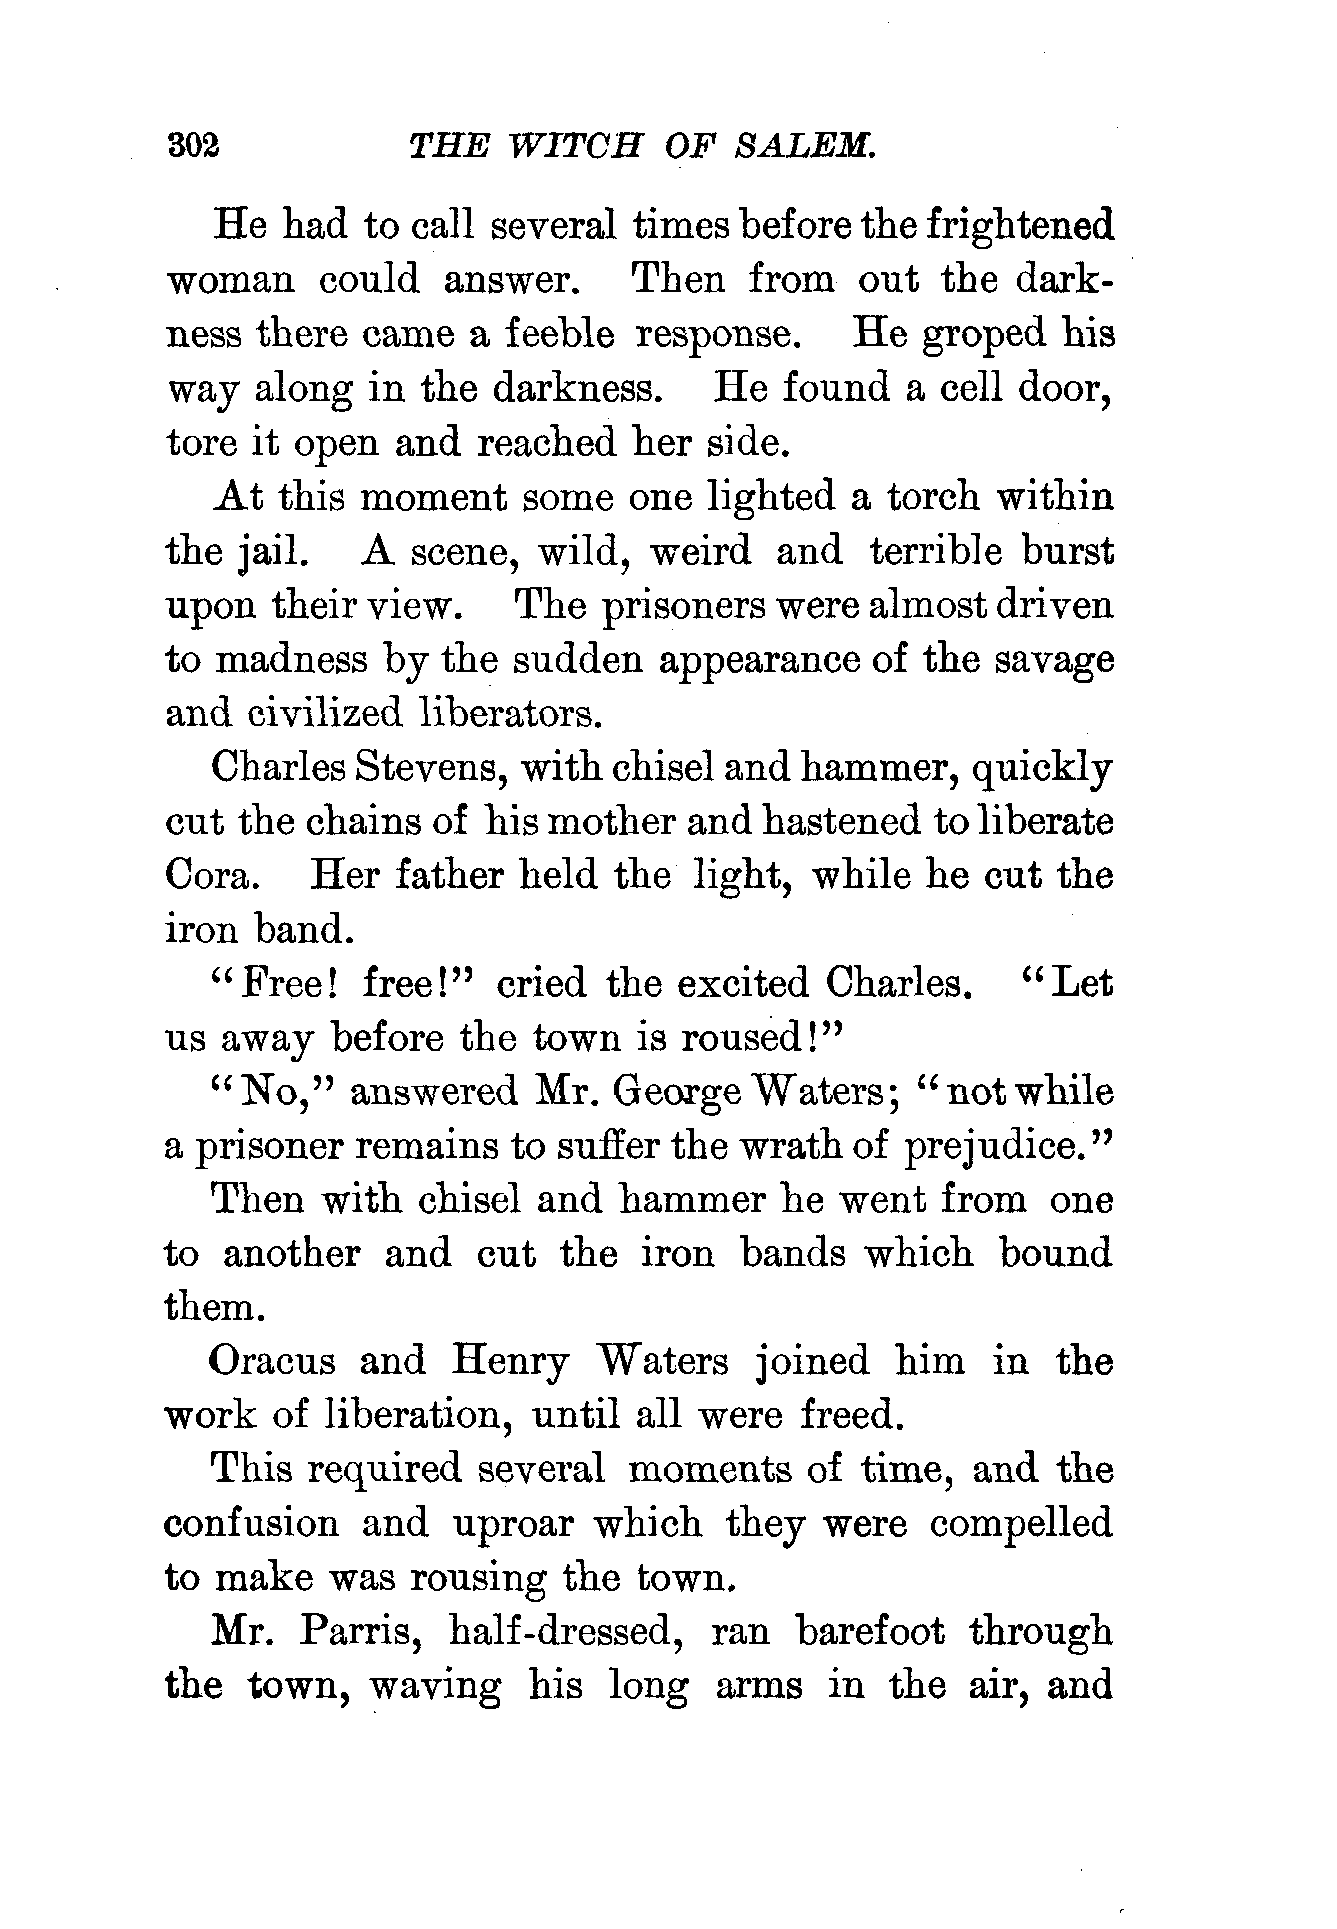 302 THE WITCH OF SALEM.
He had to call several times before the frightened
woman could answer. Then from out the dark-
ness there came a feeble response. He groped his
way along in the darkness. He found a cell door,
tore it open and reached her side.
At this moment some one lighted a torch within
the jail. A scene, wild, weird and terrible burst
upon their view. The prisoners were almost driven
to madness by the sudden appearance of the savage
and civilized liberators.
Charles Stevens, with chisel and hammer, quickly
cut the chains of his mother and hastened to liberate
Cora. Her father held the light, while he cut the
iron band.
"Free! free!" cried the excited Charles. "Let
us away before the town is roused!"
"No," answered Mr. George Waters; "not while
a prisoner remains to suffer the wrath of prejudice."
Then with chisel and hammer he went from one
to another and cut the iron bands which bound
them.
Oracus and Henry Waters joined him in the
work of liberation, until all were freed.
This required several moments of time, and the
confusion and uproar which they were compelled
to make was rousing the town.
Mr. Parris, half-dressed, ran barefoot through
the town, waving his long arms in the air, and